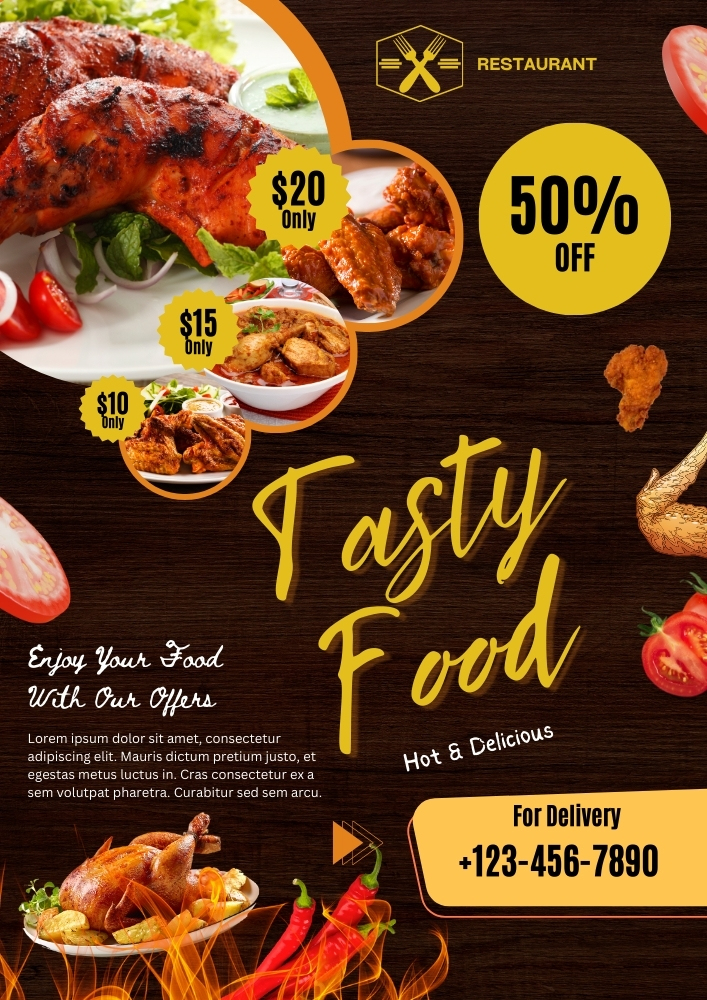 RESTAURANT
50%
OFF
$20
Only
$15
Only
$10
Only
Tasty
Food
Hot & Delicious
Enjoy Your Food
With Our Offers
Lorem ipsum dolor sit amet, consectetur
adipiscing elit. Mauris dictum pretium justo, et
egestas metus luctus in. Cras consectetur ex a
sem volutpat pharetra. Curabitur sed sem arcu.
For Delivery
+123-456-7890